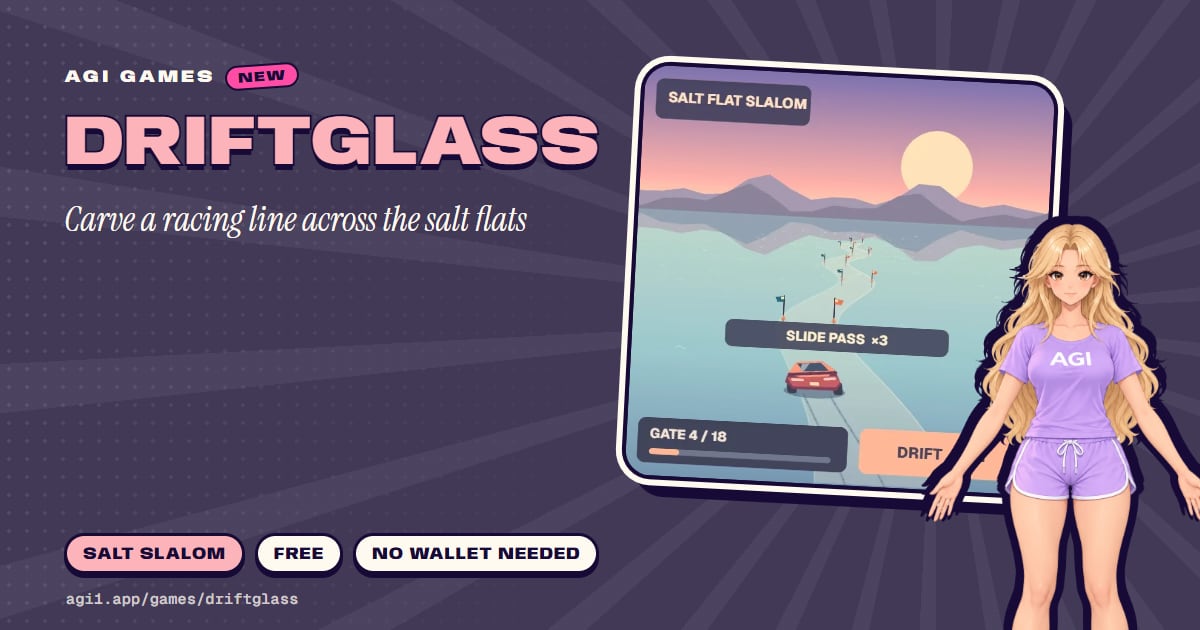 AGI GAMES NEW
DRIFTGLASS
Carve a racing line across the salt flats
SALT FLAT SLALOM
SLIDE PASS ×3
GATE 4 / 18
DRIFT
AGI
SALT SLALOM
FREE
NO WALLET NEEDED
agi1.app/games/driftglass